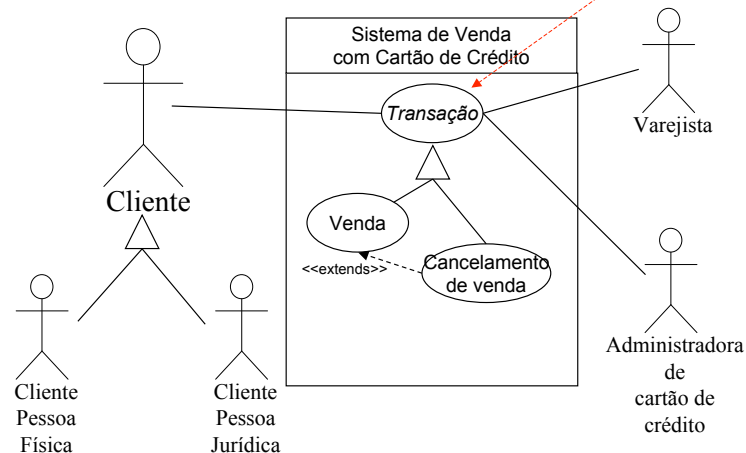 Sistema de Venda
com Cartão de Crédito
Transação
Varejista
Cliente
Venda
<<extends>>
Cancelamento
de venda
Administradora
de
cartão de
crédito
Cliente
Pessoa
Física
Cliente
Pessoa
Jurídica